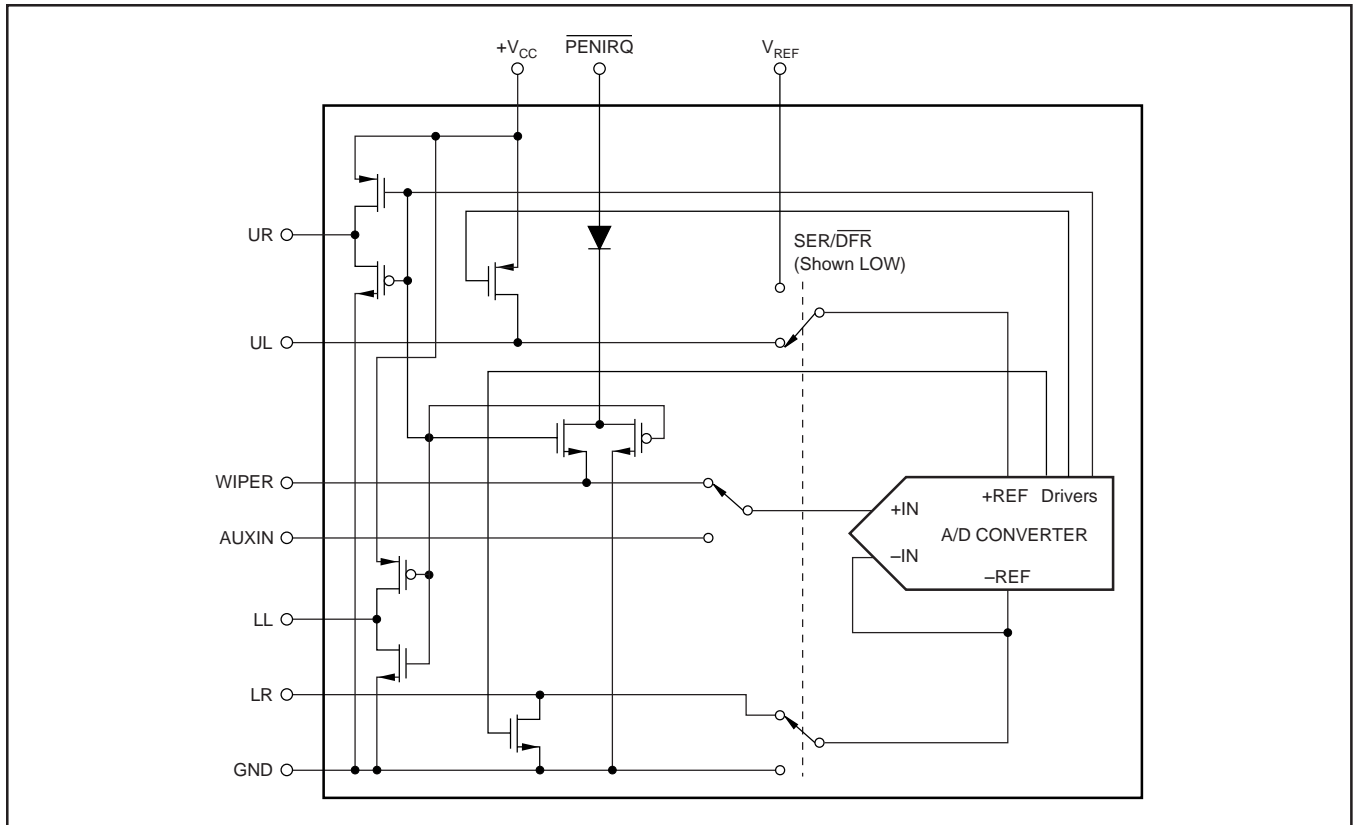 +VCC
PENIRQ
VREF
UR
SER/DFR
(Shown LOW)
UL
WIPER
+REF Drivers
+IN
AUXIN
A/D CONVERTER
–IN
–REF
LL
LR
GND